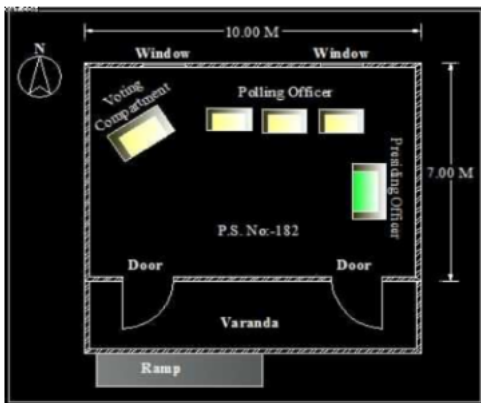 10.00 M
N
Window
Window
Voting
Compartment
Polling Officer
Presiding Officer
7.00 M
P.S. No:-182
Door
Door
Varanda
Ramp